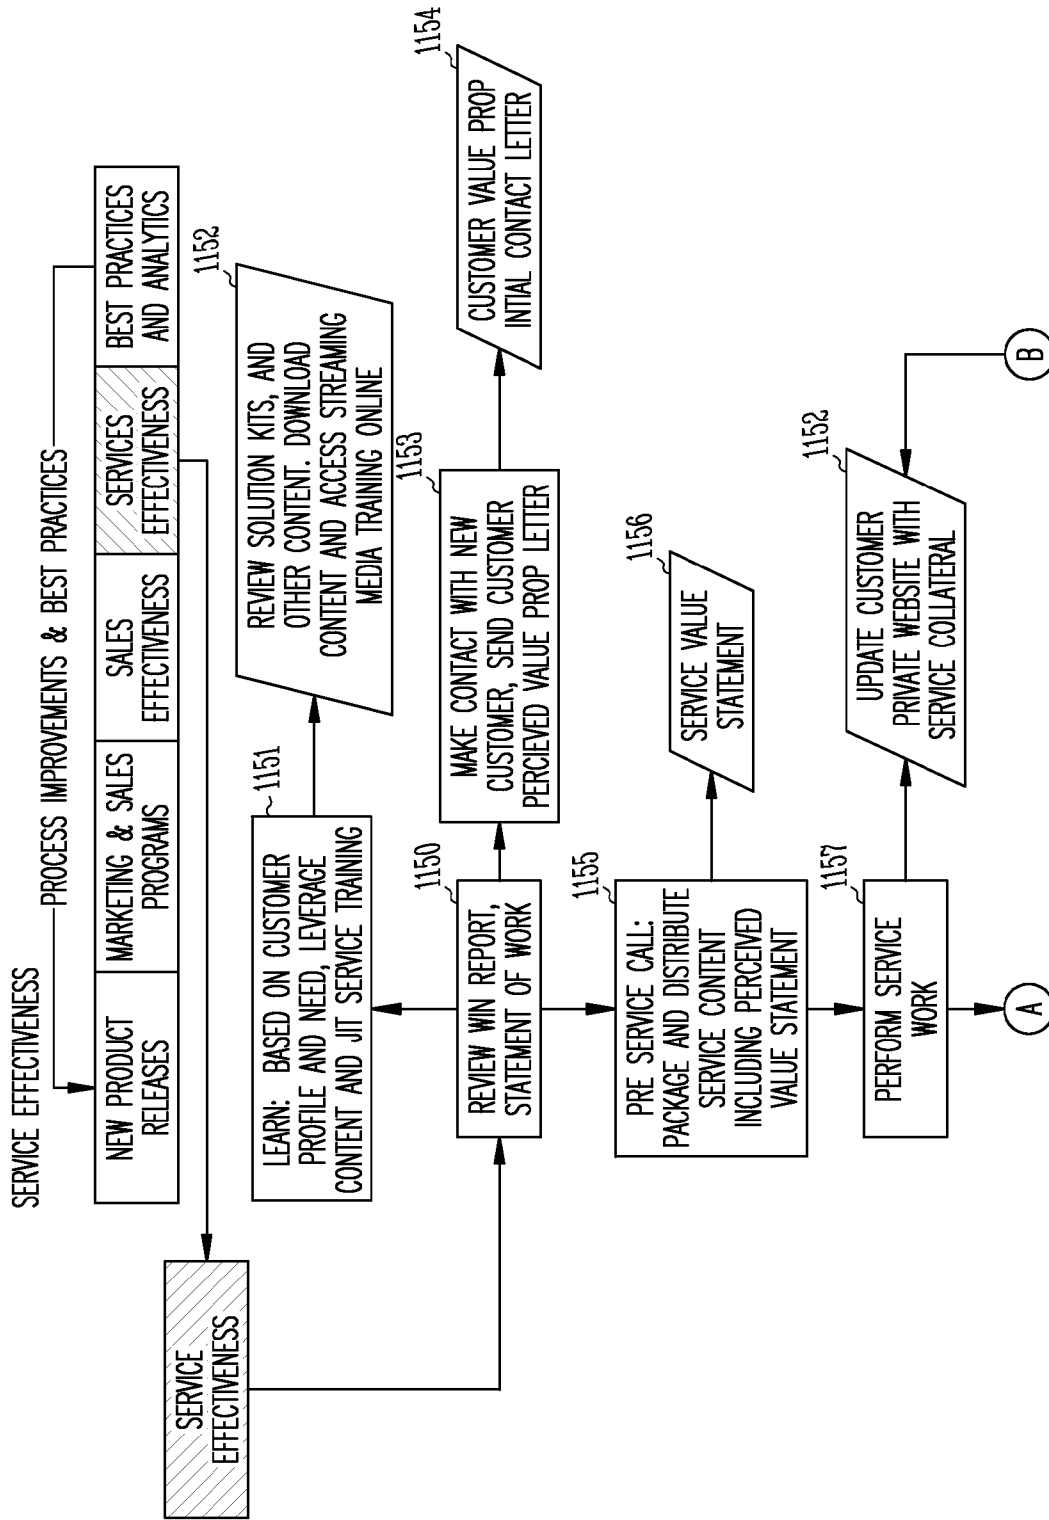 SERVICE EFFECTIVENESS
PROCESS IMPROVEMENTS & BEST PRACTICES
NEW PRODUCT
RELEASES
MARKETING & SALES
PROGRAMS
SALES
EFFECTIVENESS
SERVICES
EFFECTIVENESS
BEST PRACTICES
AND ANALYTICS
SERVICE
EFFECTIVENESS
1151
LEARN: BASED ON CUSTOMER
PROFILE AND NEED, LEVERAGE
CONTENT AND JIT SERVICE TRAINING
1152
REVIEW SOLUTION KITS, AND
OTHER CONTENT. DOWNLOAD
CONTENT AND ACCESS STREAMING
MEDIA TRAINING ONLINE
1150
REVIEW WIN REPORT,
STATEMENT OF WORK
1153
MAKE CONTACT WITH NEW
CUSTOMER, SEND CUSTOMER
PERCIEVED VALUE PROP LETTER
1154
CUSTOMER VALUE PROP
INTIAL CONTACT LETTER
1155
PRE SERVICE CALL:
PACKAGE AND DISTRIBUTE
SERVICE CONTENT
INCLUDING PERCEIVED
VALUE STATEMENT
1156
SERVICE VALUE
STATEMENT
1157
PERFORM SERVICE
WORK
1152
UPDATE CUSTOMER
PRIVATE WEBSITE WITH
SERVICE COLLATERAL
A
B